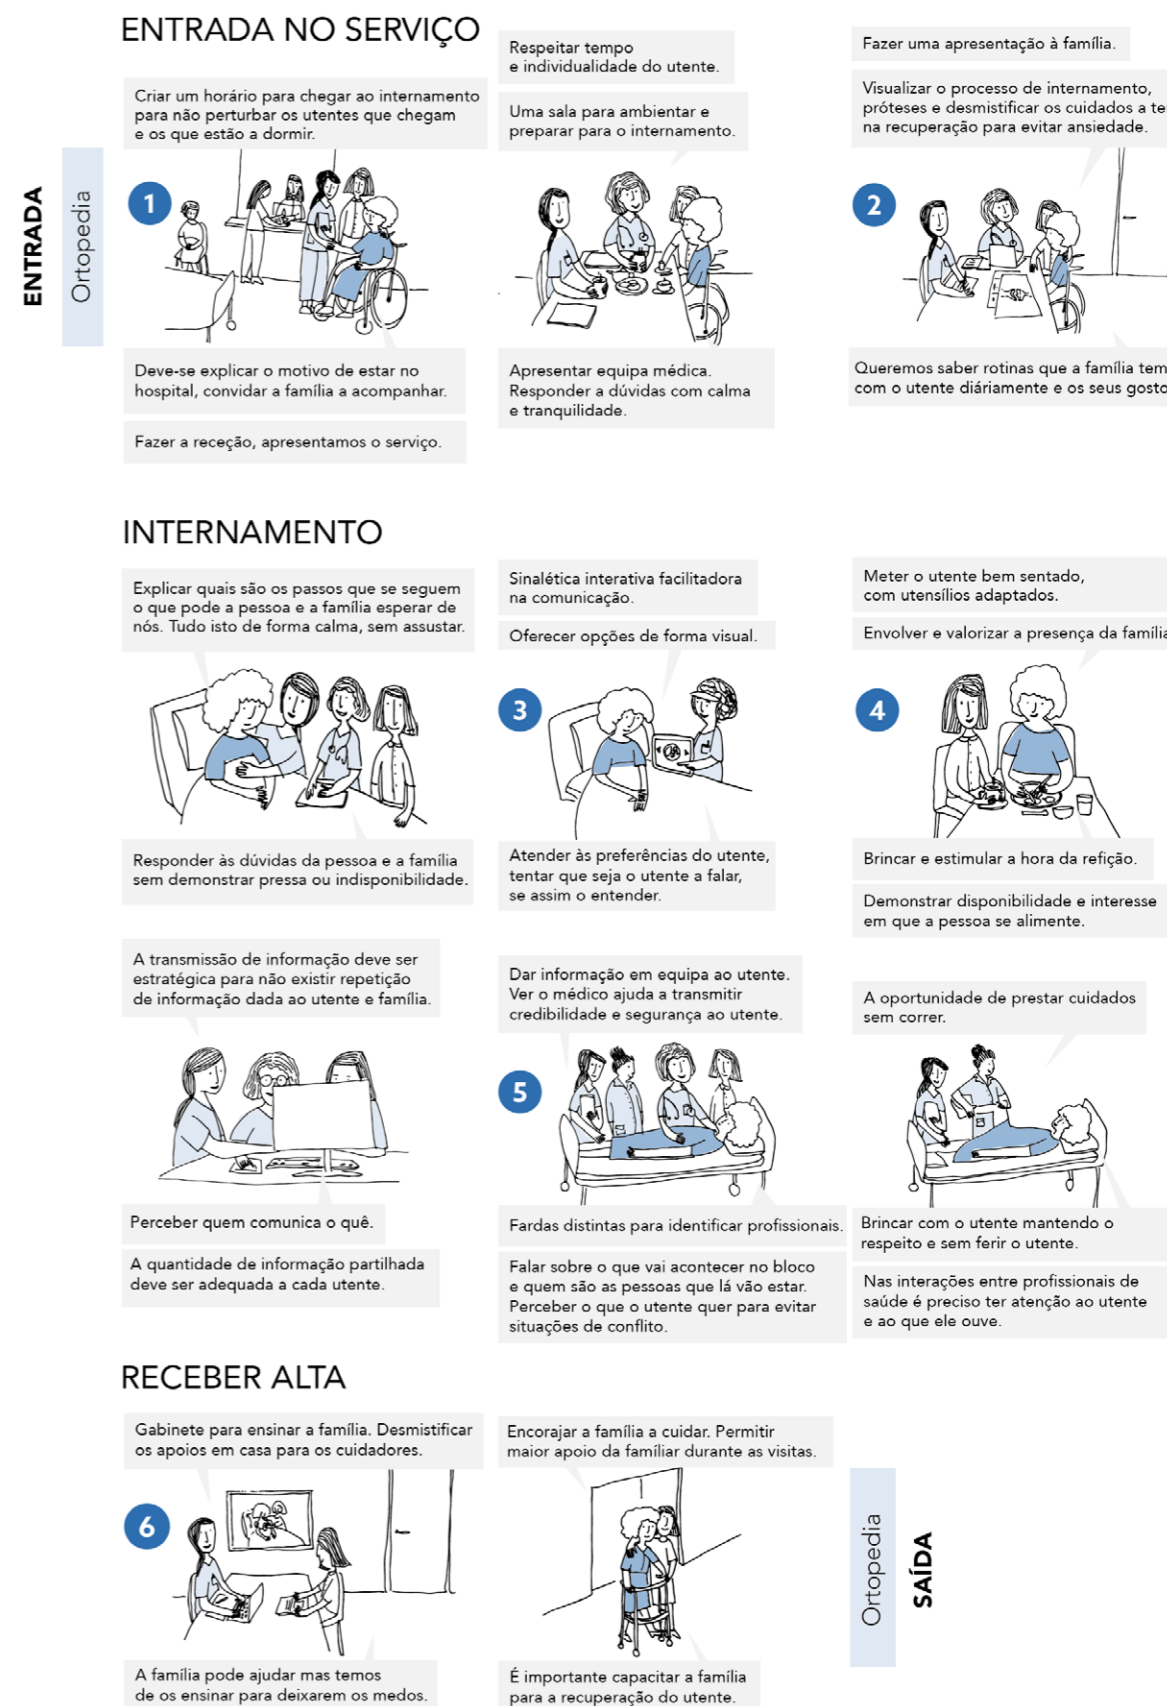 ENTRADA NO SERVIÇO
ENTRADA
Ortopedia
Criar um horário para chegar ao internamento
para não perturbar os utentes que chegam
e os que estão a dormir.
1
Deve-se explicar o motivo de estar no
hospital, convidar a família a acompanhar.
Fazer a receção, apresentamos o serviço.
Respeitar tempo
e individualidade do utente.
Uma sala para ambientar e
preparar para o internamento.
Apresentar equipa médica.
Responder a dúvidas com calma
e tranquilidade.
Fazer uma apresentação à família.
Visualizar o processo de internamento,
próteses e desmistificar os cuidados a te
na recuperação para evitar ansiedade.
2
Queremos saber rotinas que a família tem
com o utente diáriamente e os seus gosto
INTERNAMENTO
Explicar quais são os passos que se seguem
o que pode a pessoa e a família esperar de
nós. Tudo isto de forma calma, sem assustar.
Responder às dúvidas da pessoa e a família
sem demonstrar pressa ou indisponibilidade.
Sinalética interativa facilitadora
na comunicação.
Oferecer opções de forma visual.
3
Atender às preferências do utente,
tentar que seja o utente a falar,
se assim o entender.
Meter o utente bem sentado,
com utensílios adaptados.
Envolver e valorizar a presença da família
4
Brincar e estimular a hora da refição.
Demonstrar disponibilidade e interesse
em que a pessoa se alimente.
A transmissão de informação deve ser
estratégica para não existir repetição
de informação dada ao utente e família.
Perceber quem comunica o quê.
A quantidade de informação partilhada
deve ser adequada a cada utente.
Dar informação em equipa ao utente.
Ver o médico ajuda a transmitir
credibilidade e segurança ao utente.
5
Fardas distintas para identificar profissionais.
Falar sobre o que vai acontecer no bloco
e quem são as pessoas que lá vão estar.
Perceber o que o utente quer para evitar
situações de conflito.
A oportunidade de prestar cuidados
sem correr.
Brincar com o utente mantendo o
respeito e sem ferir o utente.
Nas interações entre profissionais de
saúde é preciso ter atenção ao utente
e ao que ele ouve.
RECEBER ALTA
Gabinete para ensinar a família. Desmistificar
os apoios em casa para os cuidadores.
6
A família pode ajudar mas temos
de os ensinar para deixarem os medos.
Encorajar a família a cuidar. Permitir
maior apoio da famíliar durante as visitas.
É importante capacitar a família
para a recuperação do utente.
Ortopedia
SAÍDA